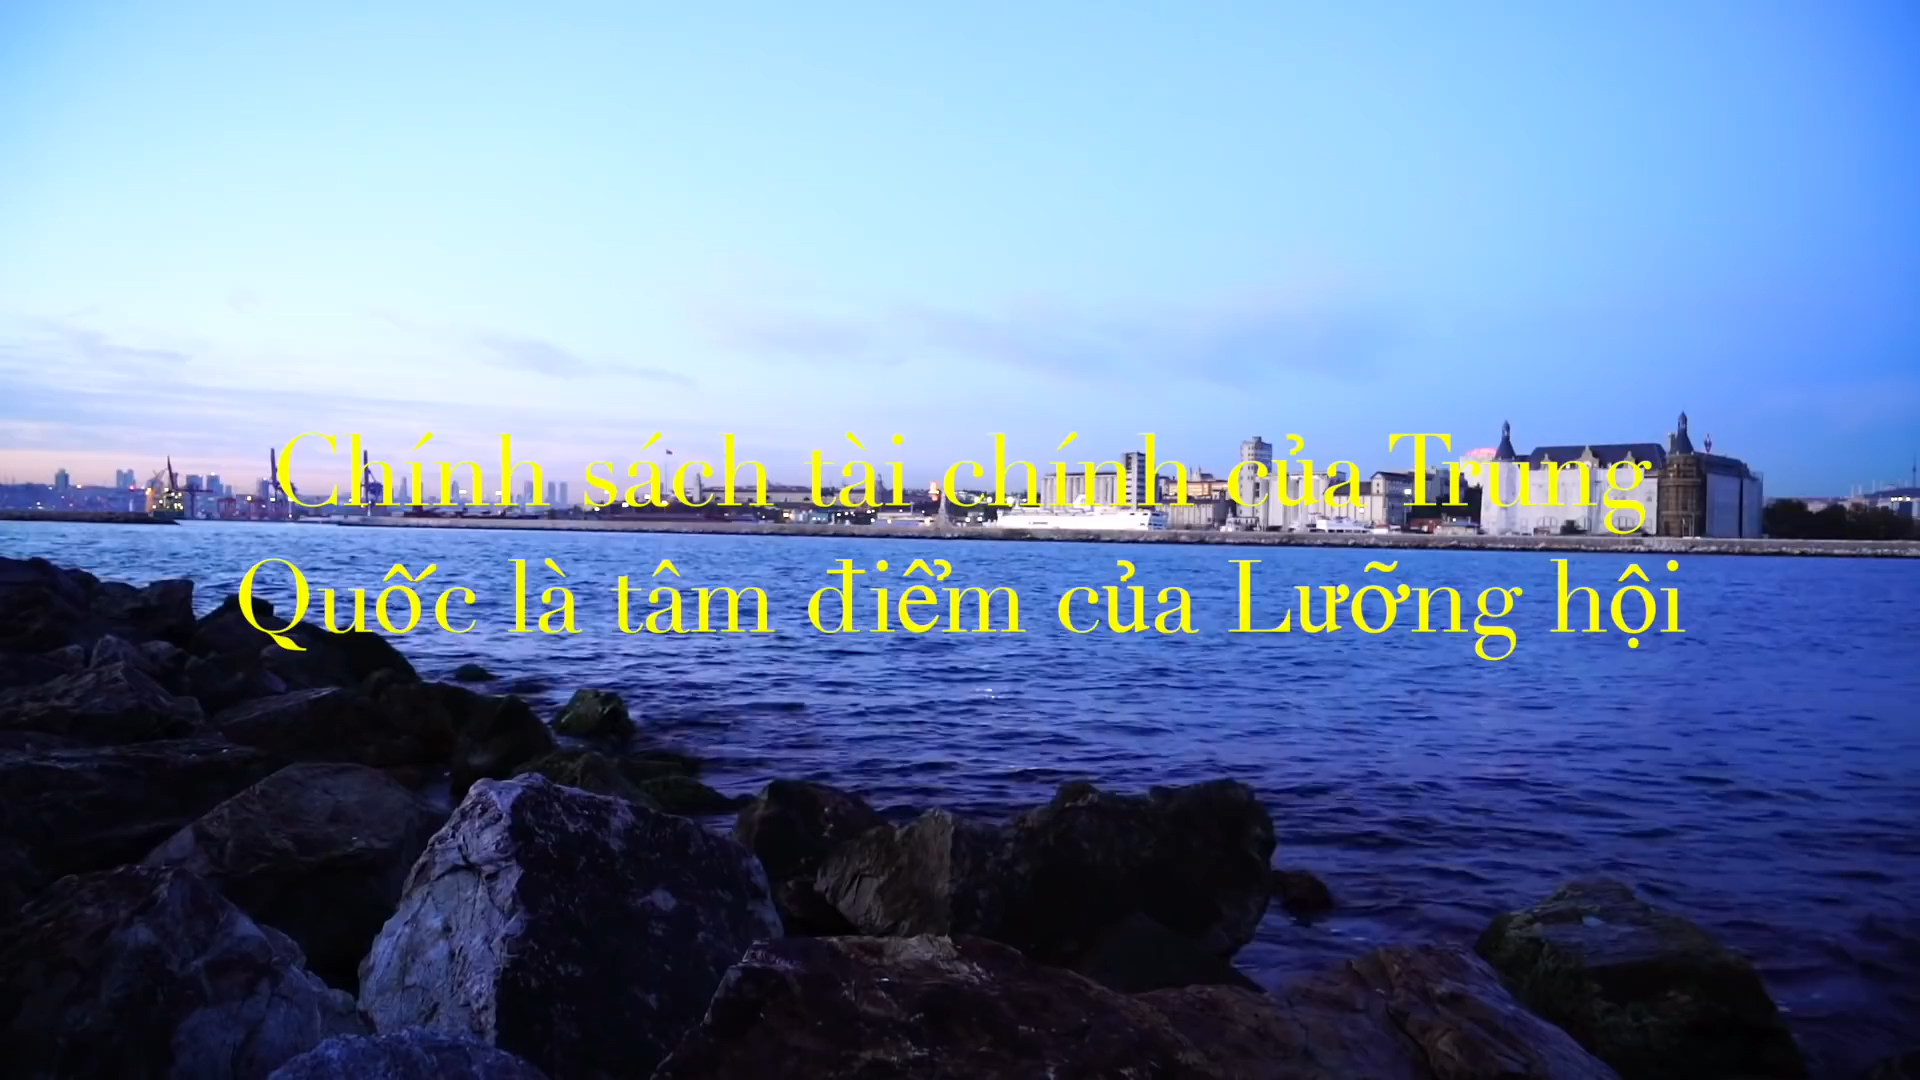 Chính sách tài chính của Trung
Quốc là tâm điểm của Lưỡng hội